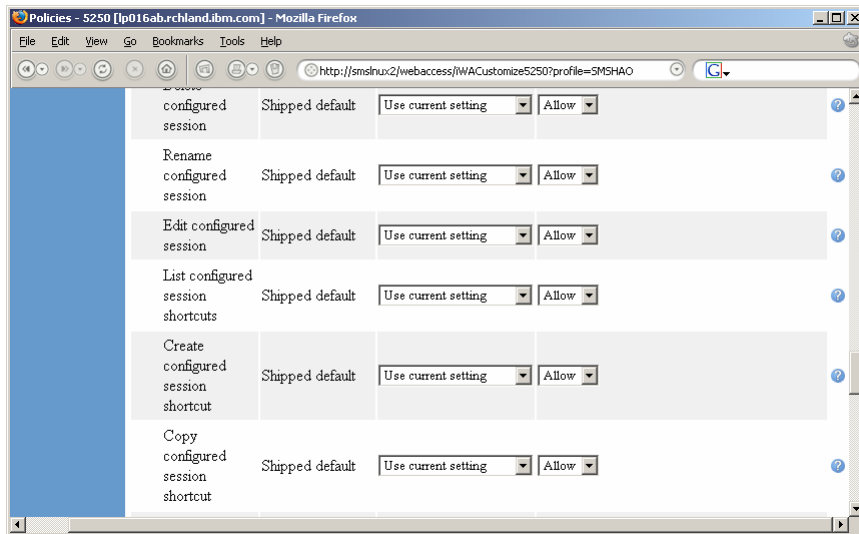 Policies - 5250 [lp016ab.rchland.ibm.com] - Mozilla Firefox
File Edit View Go Bookmarks Tools Help
http://smslnux2/webaccess/iWACustomize5250?profile=SMSHAO G
Delete
configured
session
Shipped default Use current setting Allow ?
Rename
configured
session
Shipped default Use current setting Allow ?
Edit configured
session
Shipped default Use current setting Allow ?
List configured
session
shortcuts
Shipped default Use current setting Allow ?
Create
configured
session
shortcut
Shipped default Use current setting Allow ?
Copy
configured
session
shortcut
Shipped default Use current setting Allow ?